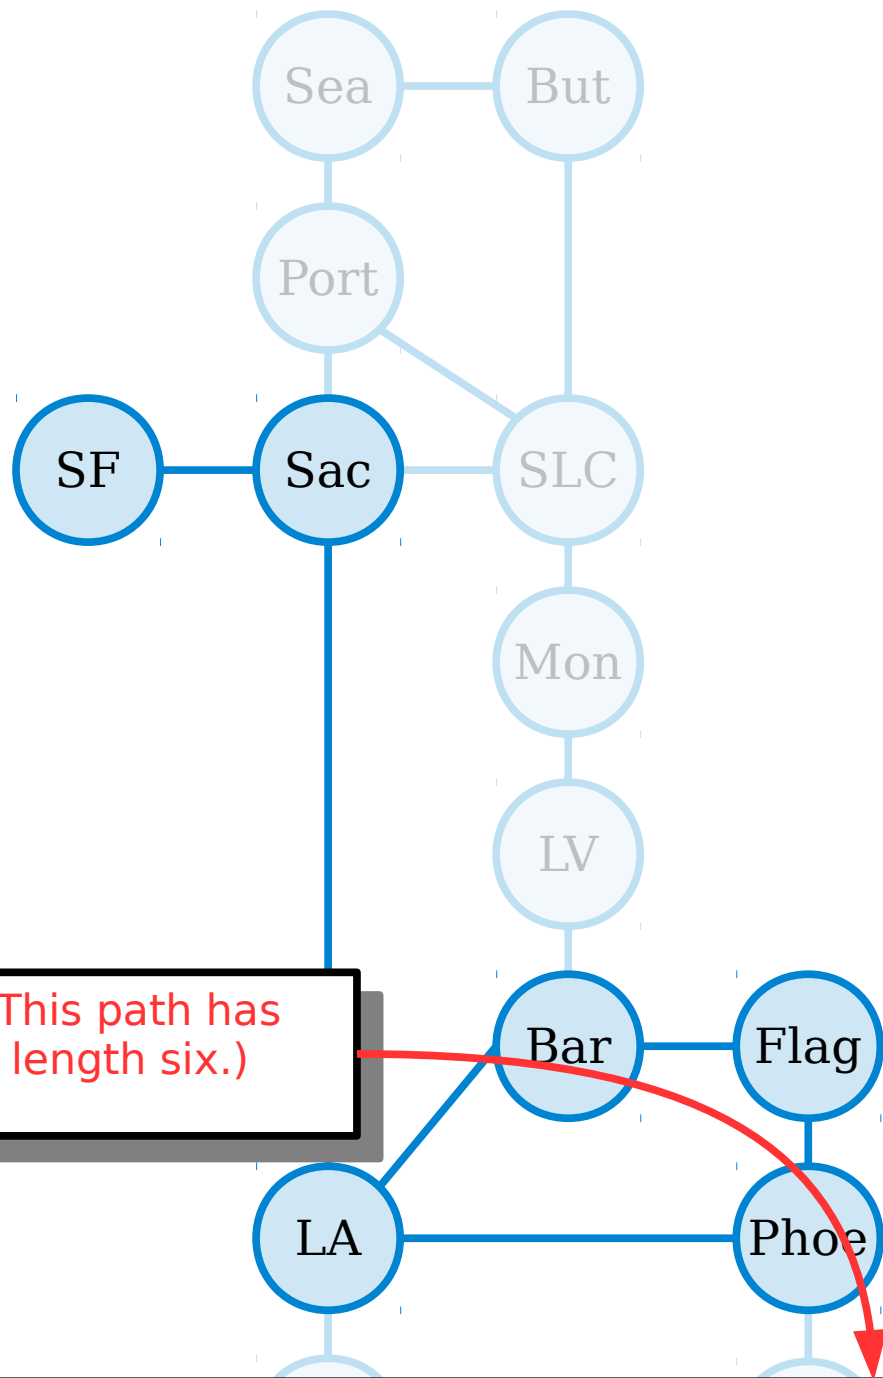 Sea
But
Port
SF
Sac
SLC
Mon
LV
This path has
length six.)
Bar
Flag
LA
Phoe